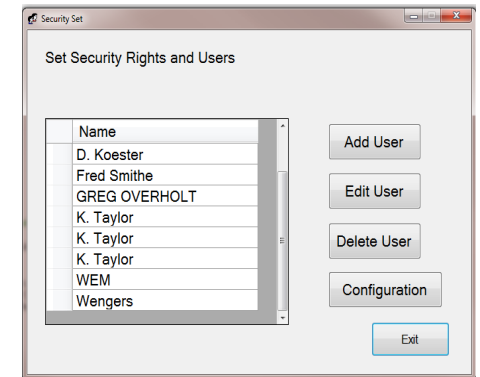 Security Set
Set Security Rights and Users
Name
D. Koester
Fred Smithe
GREG OVERHOLT
K. Taylor
K. Taylor
K. Taylor
WEM
Wengers
Add User
Edit User
Delete User
Configuration
Exit